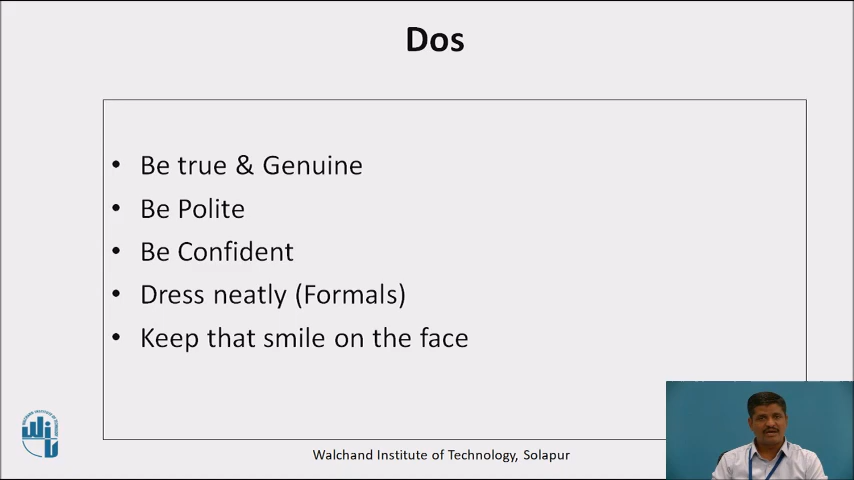 Dos
• Be true & Genuine
• Be Polite
• Be Confident
• Dress neatly (Formals)
• Keep that smile on the face
Walchand Institute of Technology, Solapur